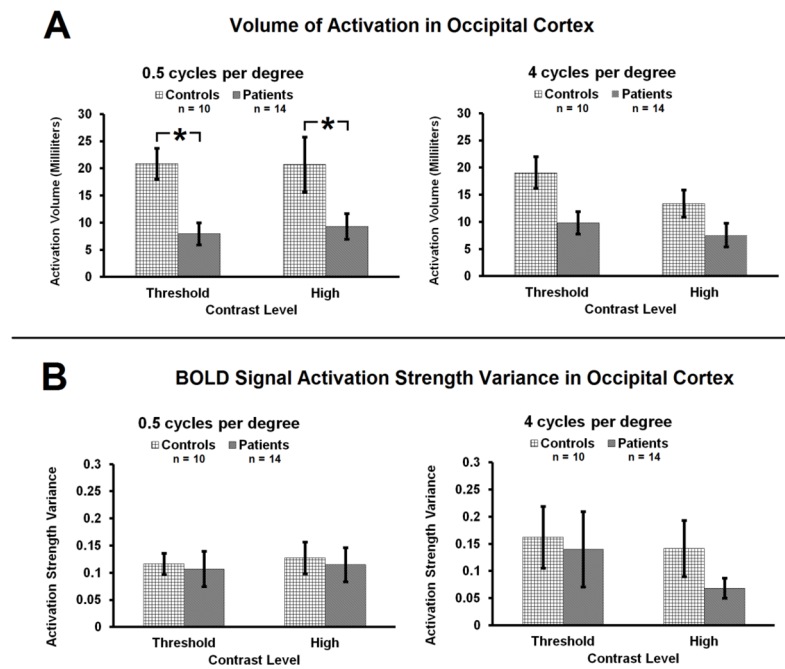 A
Volume of Activation in Occipital Cortex
0.5 cycles per degree
Controls Patients
n = 10 n = 14
Activation Volume (Milliliters)
30
25
20
15
10
5
0
* *
Threshold High
Contrast Level
4 cycles per degree
Controls Patients
n = 10 n = 14
Activation Volume (Milliliters)
30
25
20
15
10
5
0
Threshold High
Contrast Level
B
BOLD Signal Activation Strength Variance in Occipital Cortex
0.5 cycles per degree
Controls Patients
n = 10 n = 14
Activation Strength Variance
0.3
0.25
0.2
0.15
0.1
0.05
0
Threshold High
Contrast Level
4 cycles per degree
Controls Patients
n = 10 n = 14
Activation Strength Variance
0.3
0.25
0.2
0.15
0.1
0.05
0
Threshold High
Contrast Level